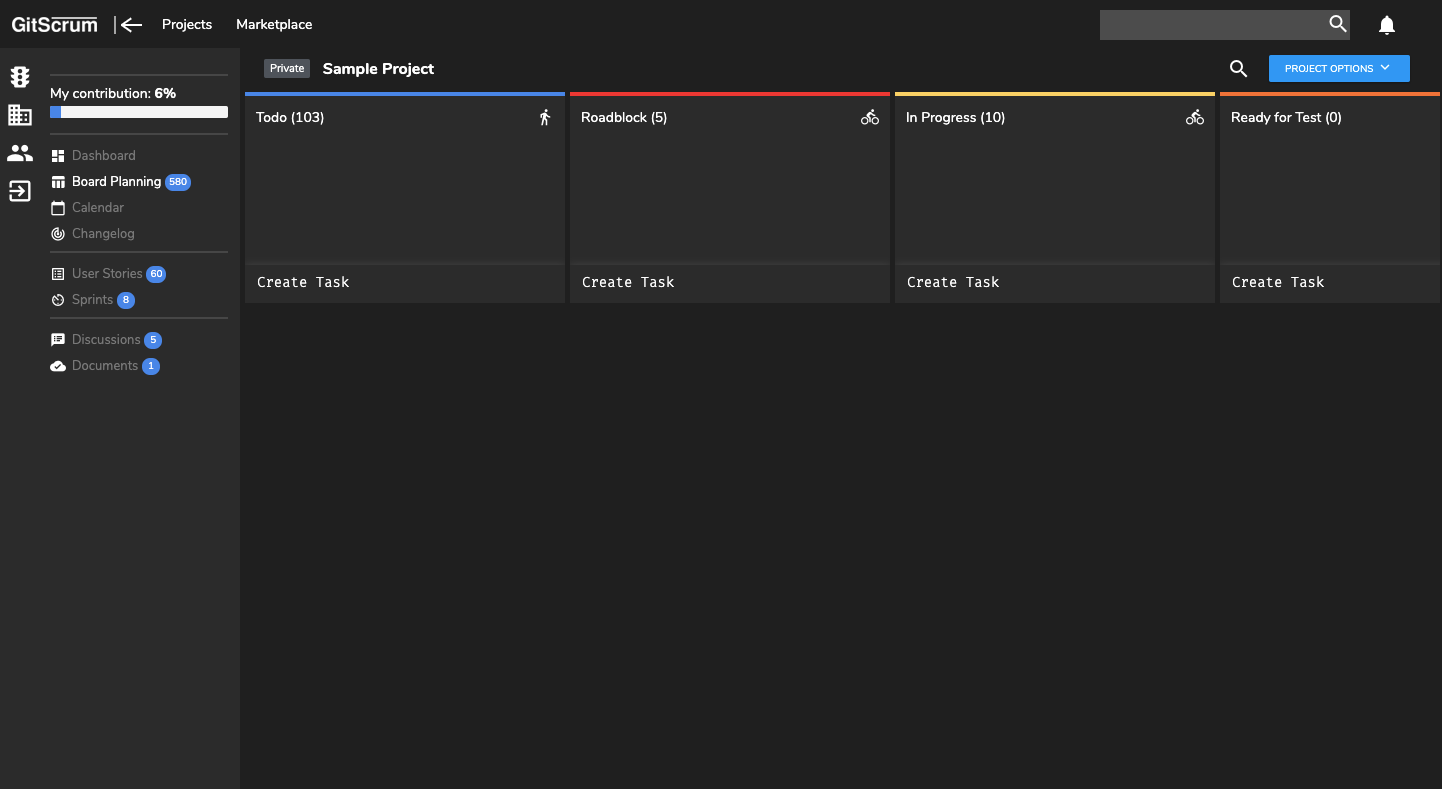 GitScrum
Projects
Marketplace
My contribution: 6%
Dashboard
Board Planning 580
Calendar
Changelog
User Stories 60
Sprints 8
Discussions 5
Documents 1
Private
Sample Project
PROJECT OPTIONS
Todo (103)
Roadblock (5)
In Progress (10)
Ready for Test (0)
Create Task
Create Task
Create Task
Create Task